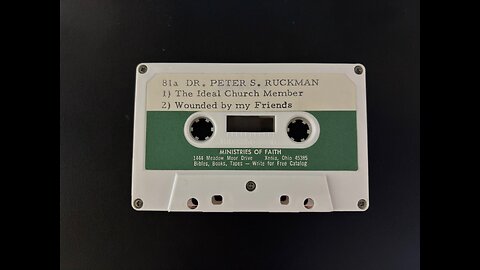 81a DR. PETER S. RUCKMAN
1) The Ideal Church Member
2) Wounded by my Friends
MINISTRIES OF FAITH
1444 Meadow Moor Drive Xenia, Ohio 45385
Bibles, Books, Tapes — Write for Free Catalog